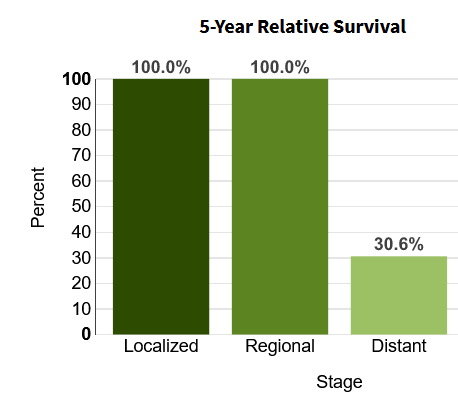 5-Year Relative Survival
100.0%
100.0%
30.6%
Percent
100
90
80
70
60
50
40
30
20
10
0
Localized
Regional
Distant
Stage